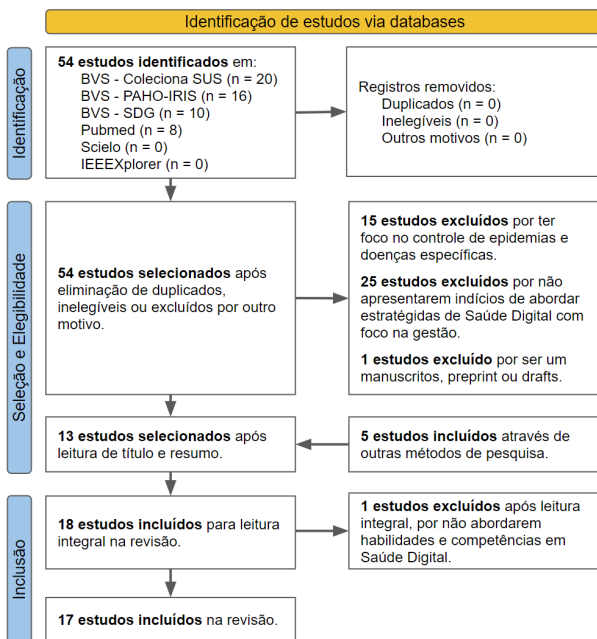 Identificação de estudos via databases
Identificação
54 estudos identificados em:
BVS - Coleciona SUS (n = 20)
BVS - PAHO-IRIS (n = 16)
BVS - SDG (n = 10)
Pubmed (n = 8)
Scielo (n = 0)
IEEEXplorer (n = 0)
Registros removidos:
Duplicados (n = 0)
Inelegíveis (n = 0)
Outros motivos (n = 0)
Seleção e Elegibilidade
54 estudos selecionados após
eliminação de duplicados,
inelegíveis ou excluídos por outro
motivo.
15 estudos excluídos por ter
foco no controle de epidemias e
doenças específicas.
25 estudos excluídos por não
apresentarem indícios de abordar
estratégidas de Saúde Digital com
foco na gestão.
1 estudos excluído por ser um
manuscritos, preprint ou drafts.
13 estudos selecionados após
leitura de título e resumo.
5 estudos incluídos através de
outras métodos de pesquisa.
Inclusão
18 estudos incluídos para leitura
integral na revisão.
1 estudos excluídos após leitura
integral, por não abordarem
habilidades e competências em
Saúde Digital.
17 estudos incluídos na revisão.